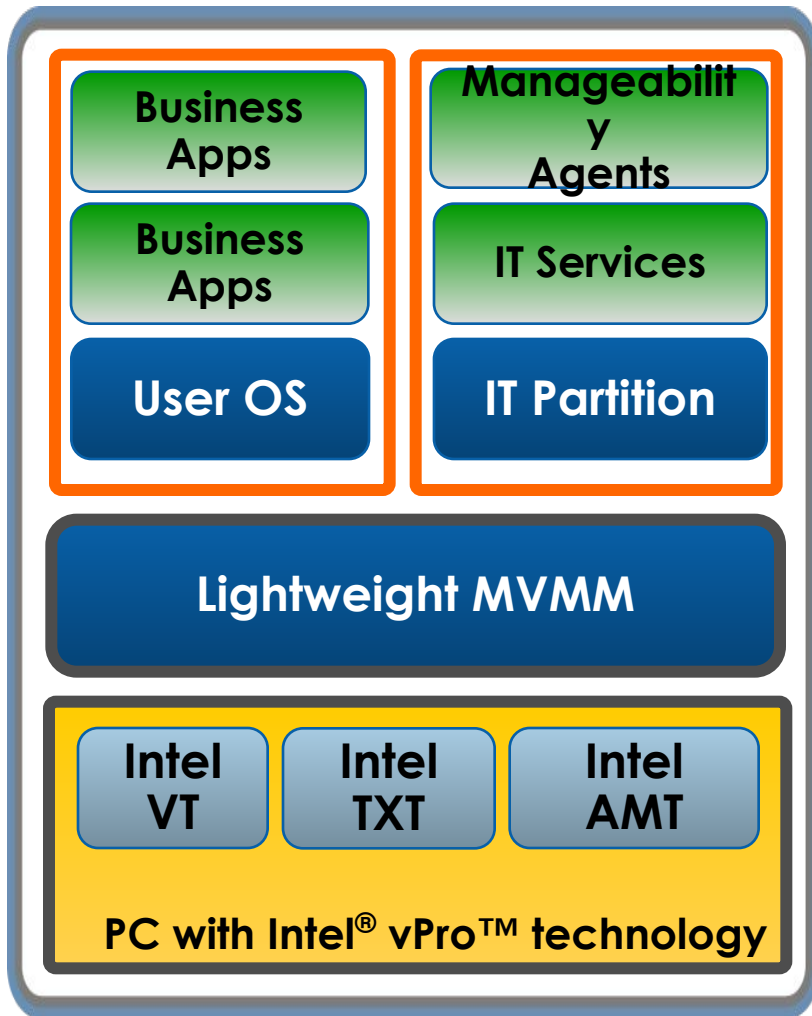 Business
Apps
Manageabilit
y
Agents
Business
Apps
IT Services
User OS
IT Partition
Lightweight MVMM
Intel
VT
Intel
TXT
Intel
AMT
PC with Intel® vPro™ technology